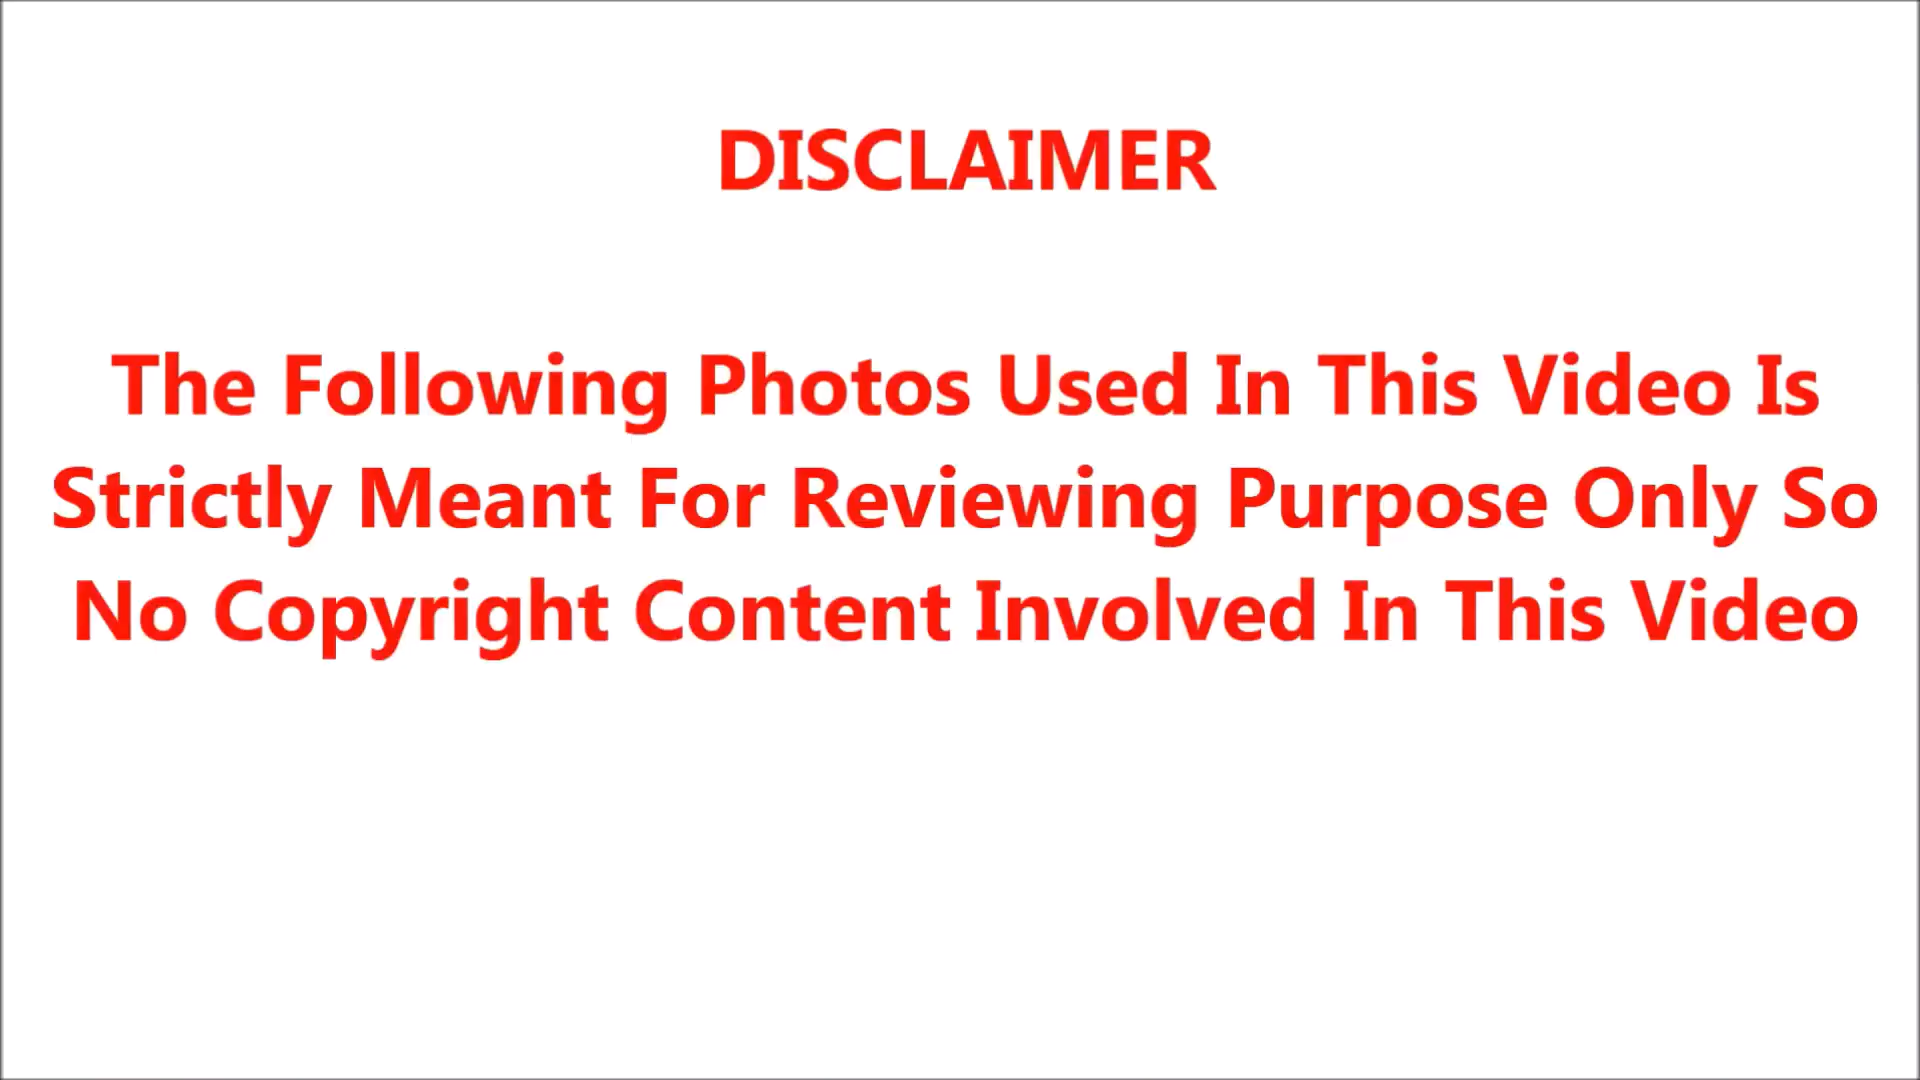 DISCLAIMER
The Following Photos Used In This Video Is
Strictly Meant For Reviewing Purpose Only So
No Copyright Content Involved In This Video